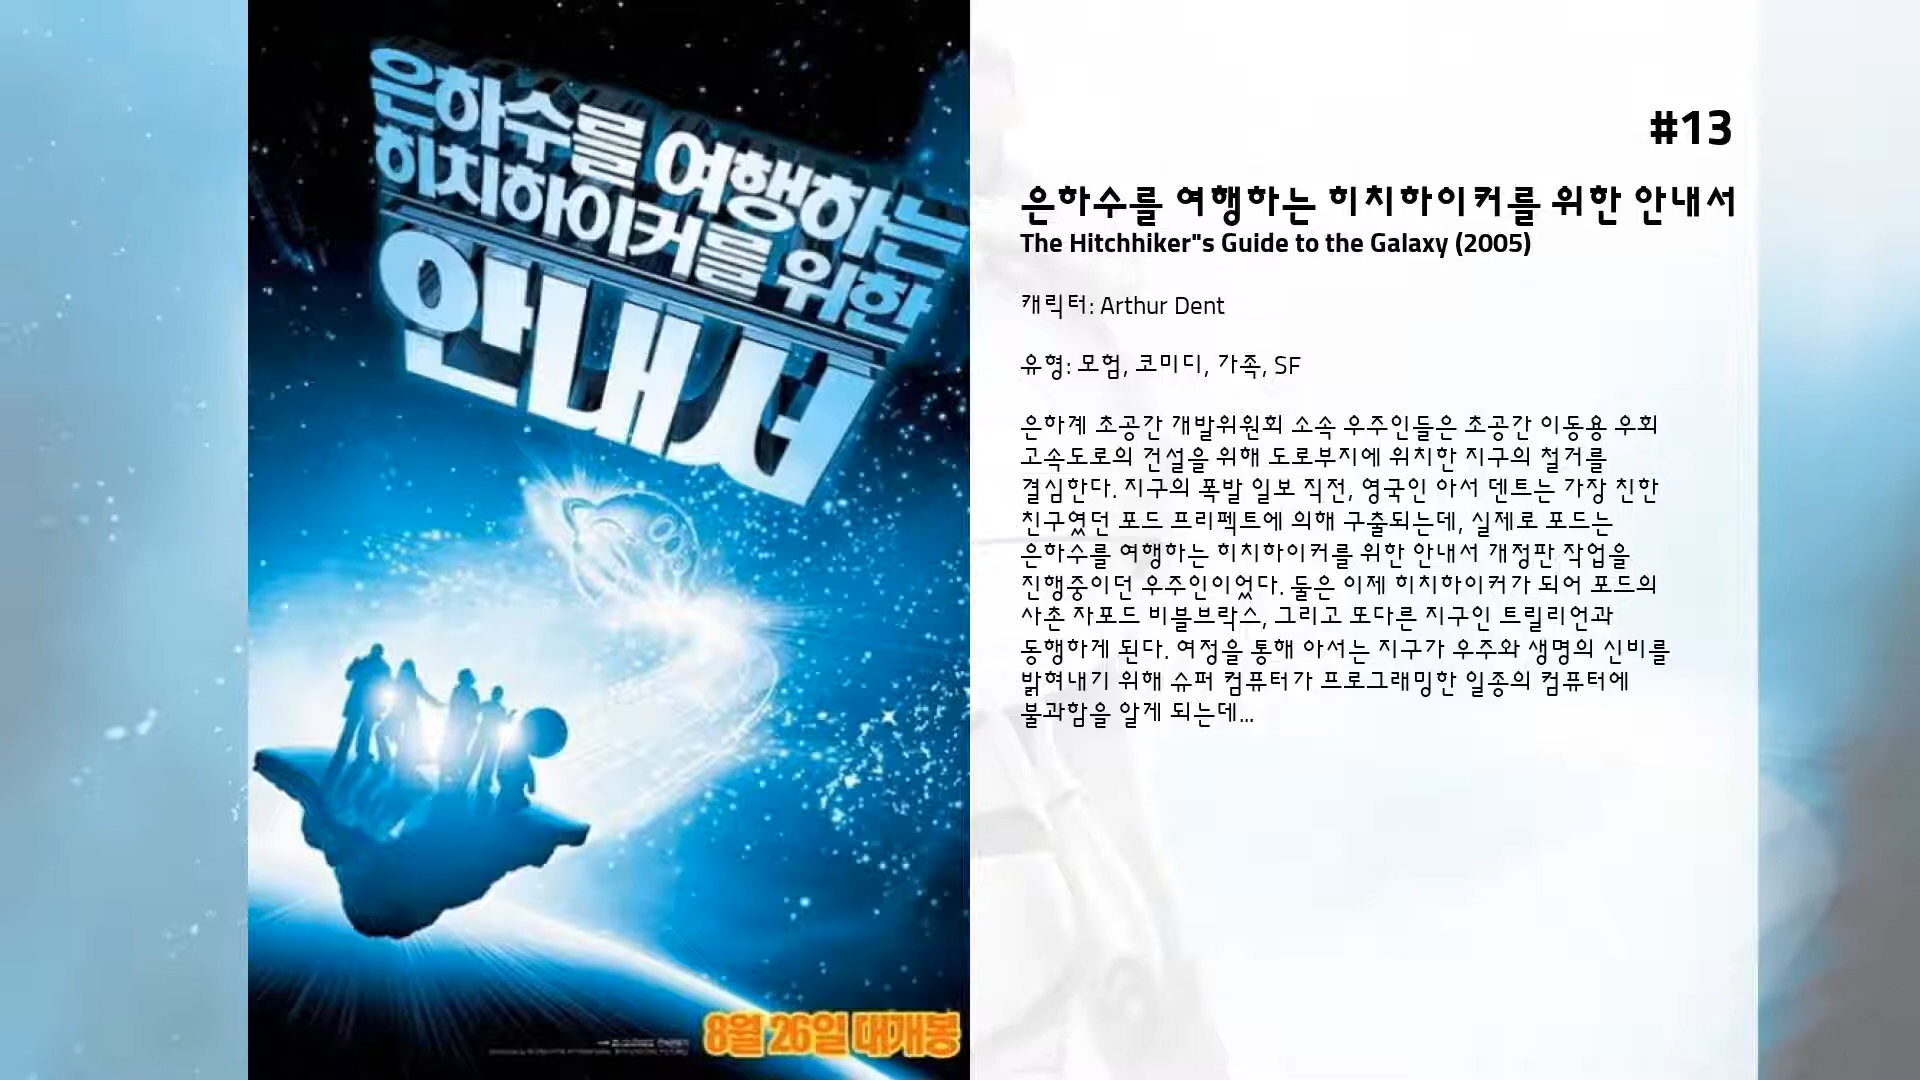 은하수를 여행하는
히치하이커를 위한
안내서
8월 26일 대개봉
#13
은하수를 여행하는 히치하이커를 위한 안내서
The Hitchhiker"s Guide to the Galaxy (2005)
캐릭터: Arthur Dent
유형: 모험, 코미디, 가족, SF
은하계 초공간 개발위원회 소속 우주인들은 초공간 이동용 우회
고속도로의 건설을 위해 도로부지에 위치한 지구의 철거를
결심한다. 지구의 폭발 일보 직전, 영국인 아서 덴트는 가장 친한
친구였던 포드 프리펙트에 의해 구출되는데, 실제로 포드는
은하수를 여행하는 히치하이커를 위한 안내서 개정판 작업을
진행중이던 우주인이었다. 둘은 이제 히치하이커가 되어 포드의
사촌 자포드 비블브락스, 그리고 또다른 지구인 트릴리언과
동행하게 된다. 여정을 통해 아서는 지구가 우주와 생명의 신비를
밝혀내기 위해 슈퍼 컴퓨터가 프로그래밍한 일종의 컴퓨터에
불과함을 알게 되는데...